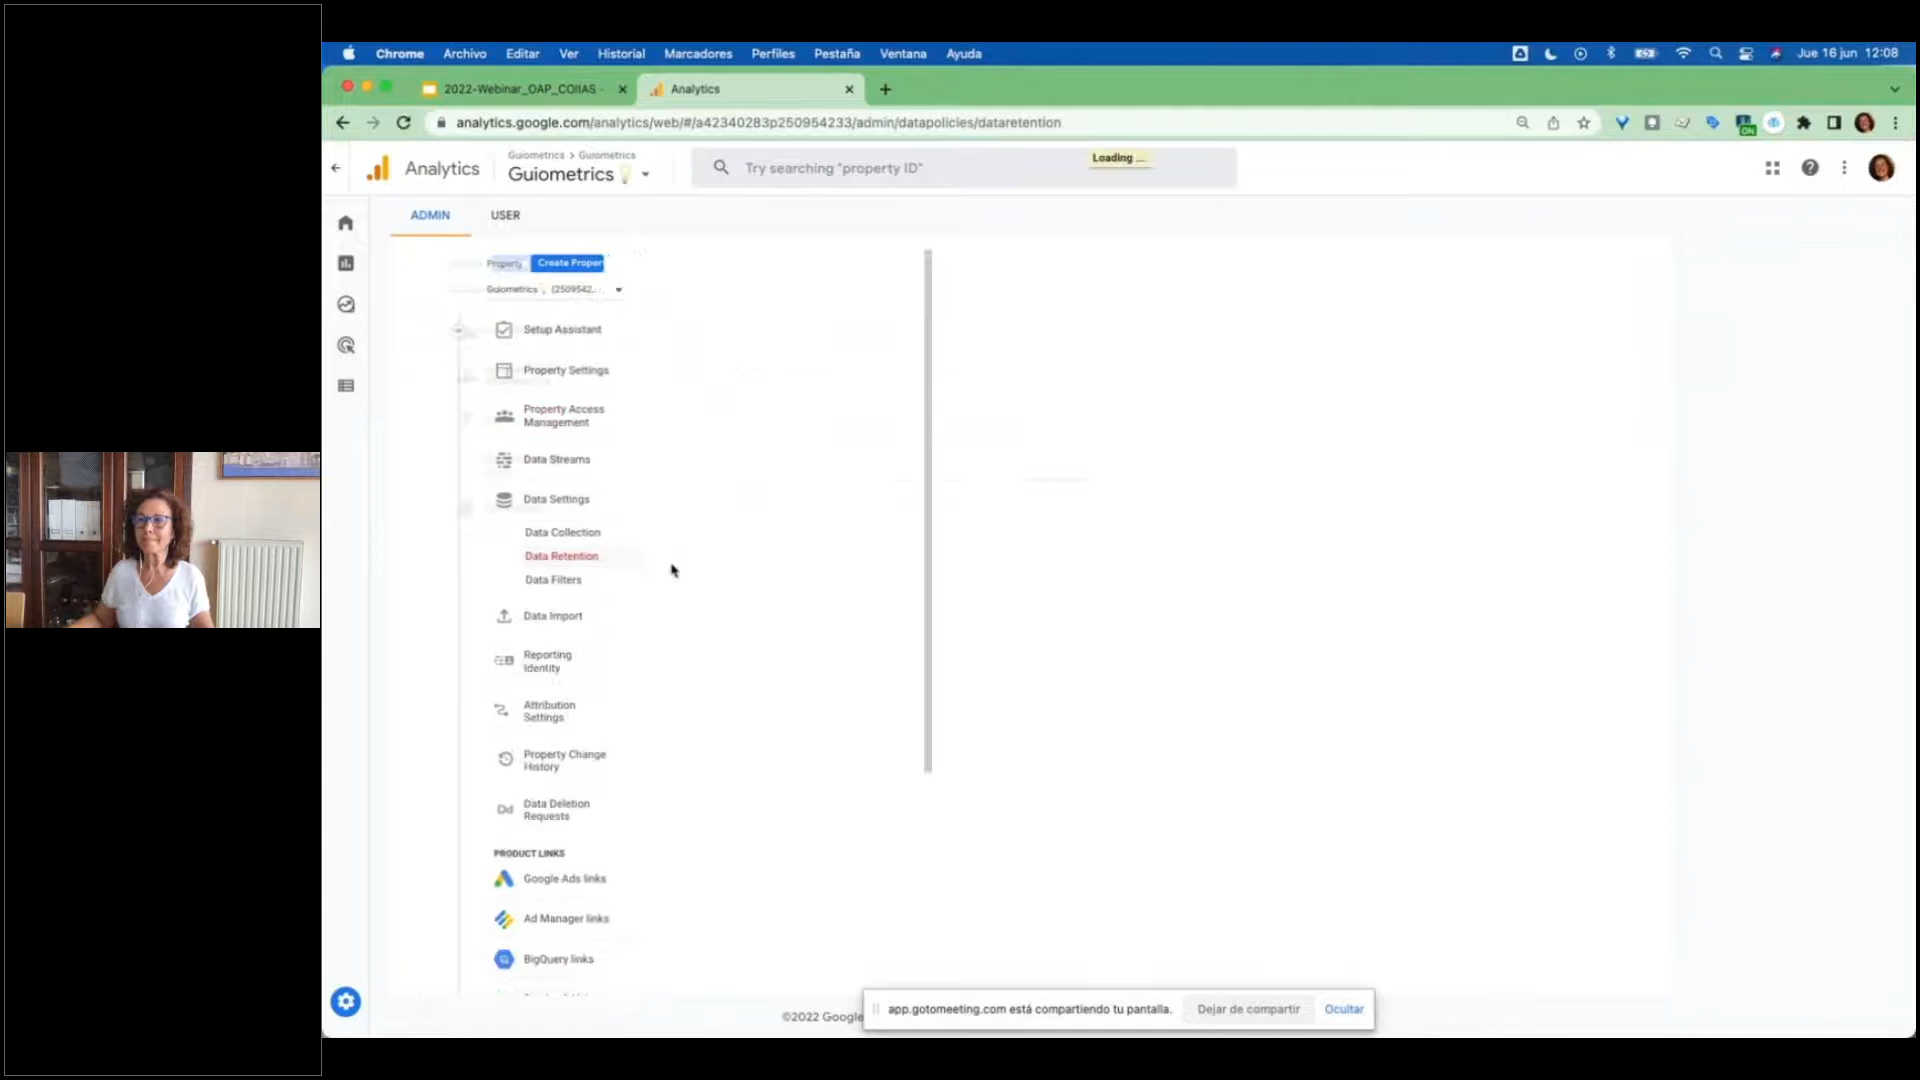 Chrome Archivo Editar Ver Historial Marcadores Perfiles Pestaña Ventana Ayuda Jue 16 jun 12:08
2022-Webinar_OAP_COIIAS - Analytics
analytics.google.com/analytics/web/#/a42340283p250954233/admin/datapolicies/dataretention
ON
Guiometrics > Guiometrics
Analytics Guiometrics
Try searching "property ID"
Loading ...
ADMIN USER
Property Create Proper
Guiometrics (2509542...
Setup Assistant
Property Settings
Property Access
Management
Data Streams
Data Settings
Data Collection
Data Retention
Data Filters
Data Import
Reporting
Identity
Attribution
Settings
Property Change
History
Dd Data Deletion
Requests
PRODUCT LINKS
Google Ads links
Ad Manager links
BigQuery links
©2022 Google
app.gotomeeting.com está compartiendo tu pantalla. Dejar de compartir Ocultar